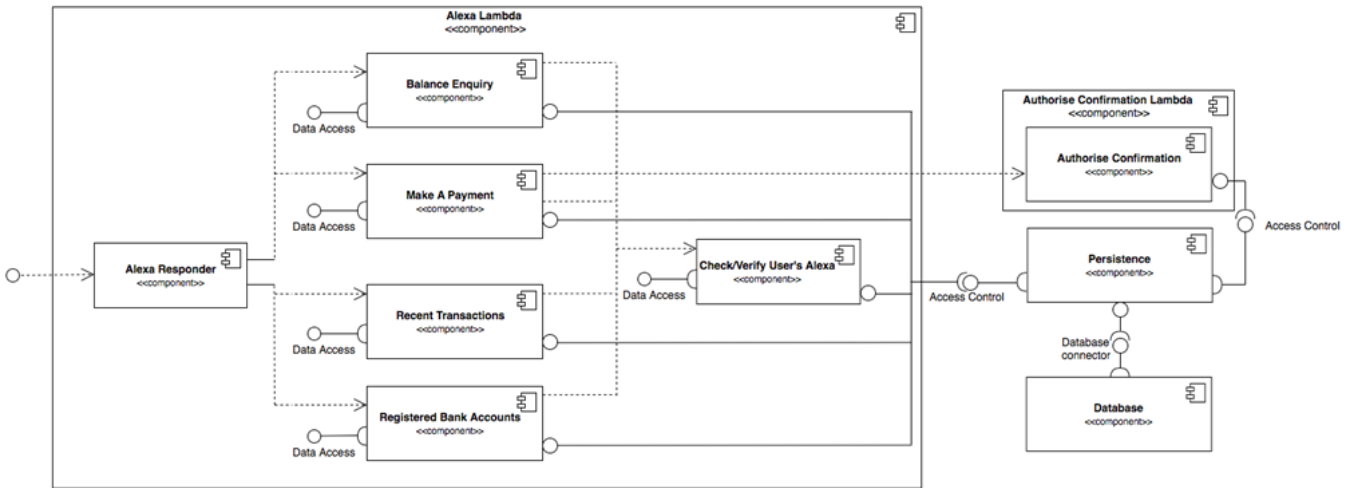 Alexa Lambda
<<component>>
Balance Enquiry
<<component>>
Data Access
Make A Payment
<<component>>
Data Access
Alexa Responder
<<component>>
Recent Transactions
<<component>>
Data Access
Registered Bank Accounts
<<component>>
Data Access
Check/Verify User's Alexa
<<component>>
Data Access
Authorise Confirmation Lambda
<<component>>
Authorise Confirmation
<<component>>
Access Control
Persistence
<<component>>
Access Control
Database
connector
Database
<<component>>